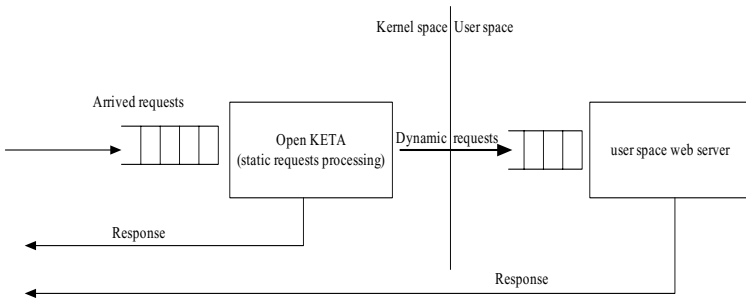 Kernel space User space
Arrived requests
Open KETA
(static requests processing)
Dynamic requests
user space web server
Response
Response